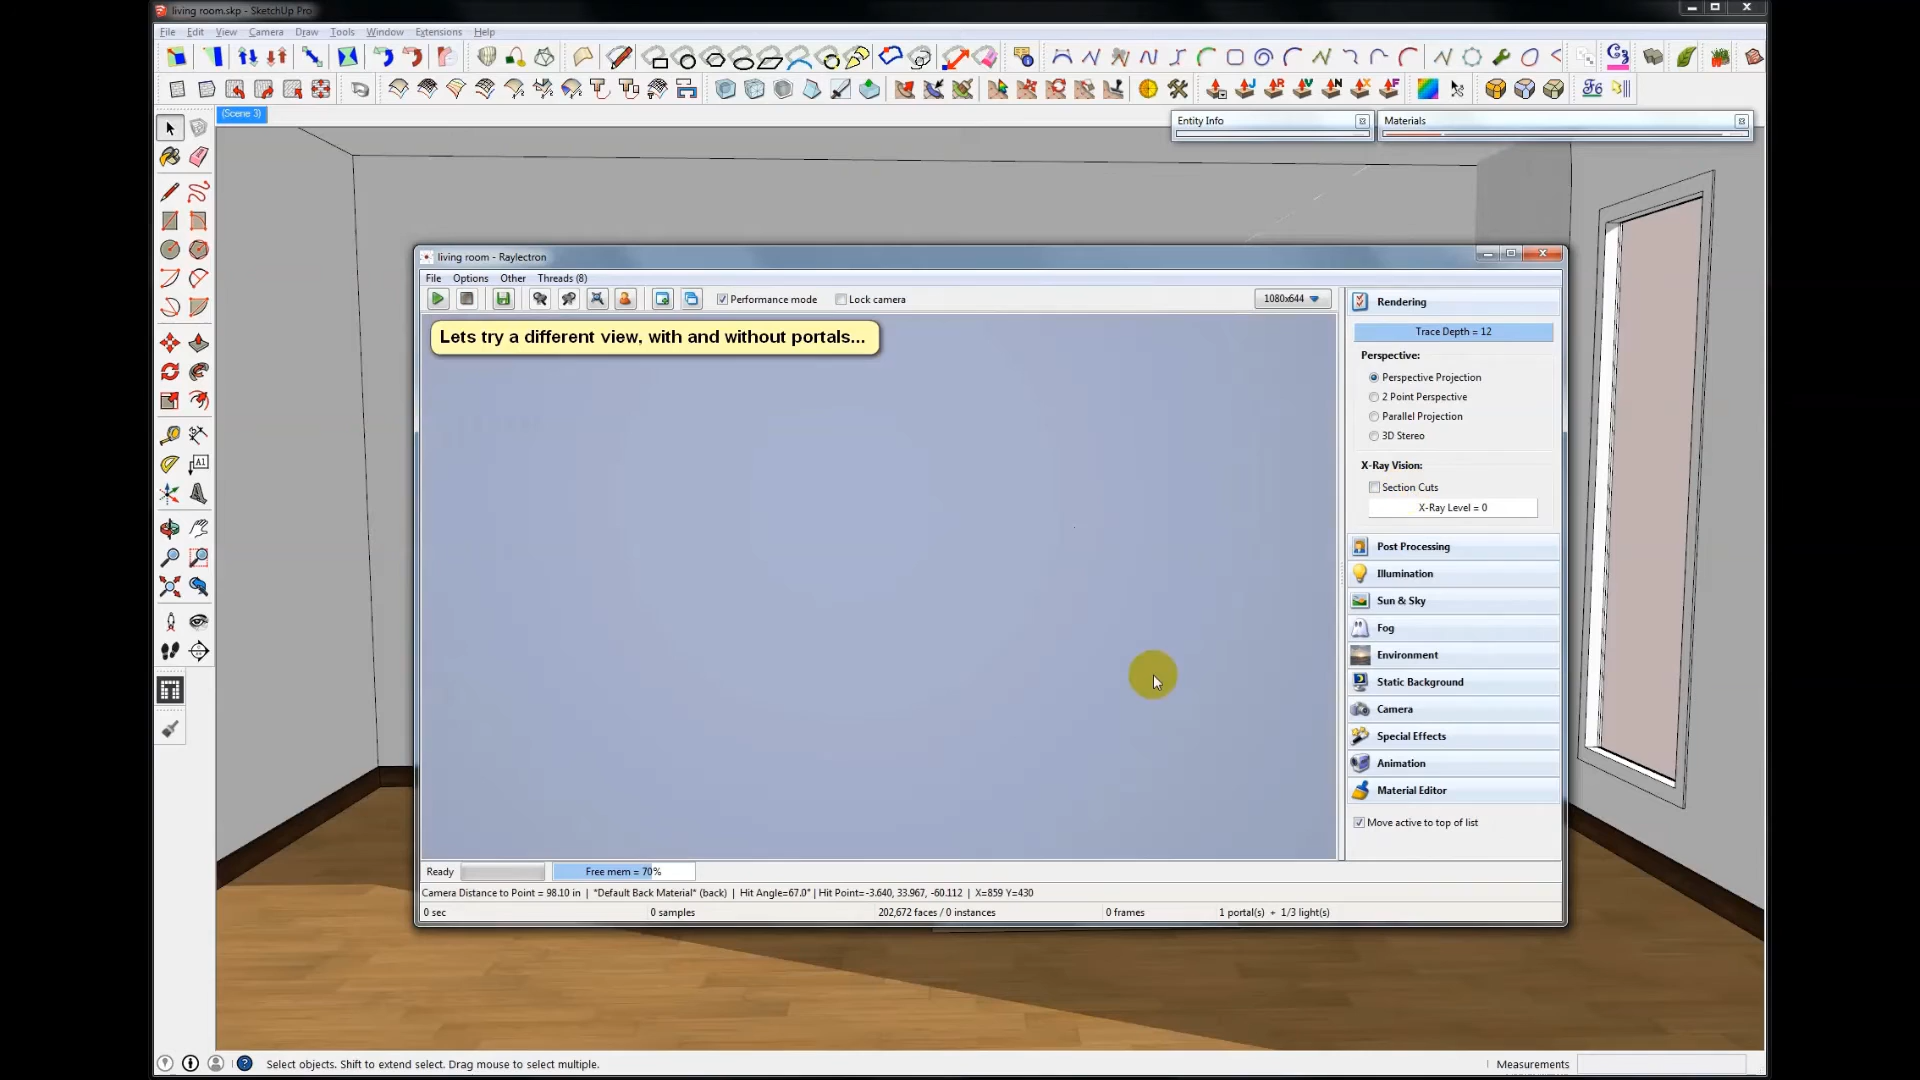 living room.skp - SketchUp Pro
File Edit View Camera Draw Tools Window Extensions Help
(Scene 3)
Entity Info
Materials
living room - Raylectron
File Options Other Threads (8)
Performance mode
Lock camera
1080x644
Lets try a different view, with and without portals...
Rendering
Trace Depth = 12
Perspective:
Perspective Projection
2 Point Perspective
Parallel Projection
3D Stereo
X-Ray Vision:
Section Cuts
X-Ray Level = 0
Post Processing
Illumination
Sun & Sky
Fog
Environment
Static Background
Camera
Special Effects
Animation
Material Editor
Move active to top of list
Ready
Free mem = 70%
Camera Distance to Point = 98.10 in | *Default Back Material* (back) | Hit Angle=67.0° | Hit Point=-3.640, 33.967, -60.112 | X=859 Y=430
0 sec 0 samples 202,672 faces / 0 instances 0 frames 1 portal(s) + 1/3 light(s)
Select objects. Shift to extend select. Drag mouse to select multiple.
Measurements